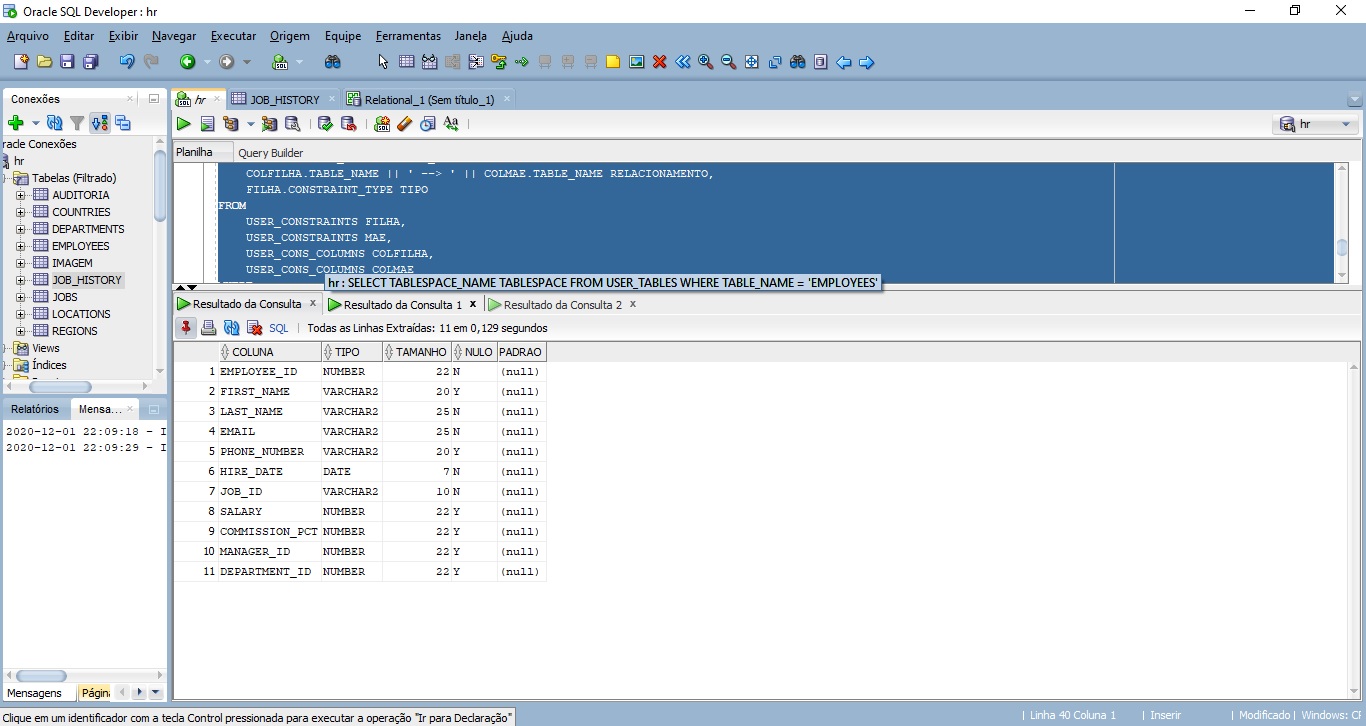 Oracle SQL Developer : hr
Arquivo Editar Exibir Navegar Executar Origem Equipe Ferramentas Janela Ajuda
Conexões
hr
JOB_HISTORY
Relational_1 (Sem título_1)
hr
Planilha
Query Builder
rade Conexões
hr
Tabelas (Filtrado)
AUDITORIA
COUNTRIES
DEPARTMENTS
EMPLOYEES
IMAGEM
JOB_HISTORY
JOBS
LOCATIONS
REGIONS
Views
Índices
COLFILHA.TABLE_NAME || ' --> ' || COLMAE.TABLE_NAME RELACIONAMENTO,
FILHA.CONSTRAINT_TYPE TIPO
FROM
USER_CONSTRAINTS FILHA,
USER_CONSTRAINTS MAE,
USER_CONS_COLUMNS COLFILHA,
USER_CONS_COLUMNS COLMAE
hr : SELECT TABLESPACE_NAME TABLESPACE FROM USER_TABLES WHERE TABLE_NAME = 'EMPLOYEES'
Resultado da Consulta
Resultado da Consulta 1
Resultado da Consulta 2
SQL | Todas as Linhas Extraídas: 11 em 0,129 segundos
COLUNA TIPO TAMANHO NULO PADRAO
1 EMPLOYEE_ID NUMBER 22 N (null)
2 FIRST_NAME VARCHAR2 20 Y (null)
3 LAST_NAME VARCHAR2 25 N (null)
4 EMAIL VARCHAR2 25 N (null)
5 PHONE_NUMBER VARCHAR2 20 Y (null)
6 HIRE_DATE DATE 7 N (null)
7 JOB_ID VARCHAR2 10 N (null)
8 SALARY NUMBER 22 Y (null)
9 COMMISSION_PCT NUMBER 22 Y (null)
10 MANAGER_ID NUMBER 22 Y (null)
11 DEPARTMENT_ID NUMBER 22 Y (null)
Relatórios
Mensa...
2020-12-01 22:09:18 - I
2020-12-01 22:09:29 - I
Mensagens
Págin
Clique em um identificador com a tecla Control pressionada para executar a operação "Ir para Declaração"
| Linha 40 Coluna 1 | Inserir | Modificado | Windows: CF